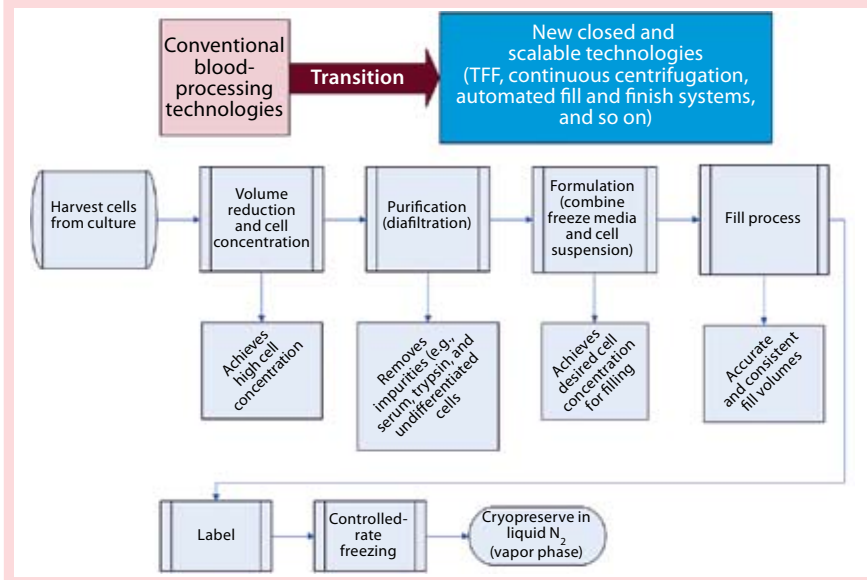 Conventional
blood-
processing
technologies
Transition
New closed and
scalable technologies
(TFF, continuous centrifugation,
automated fill and finish systems,
and so on)
Harvest cells
from culture
Volume
reduction
and cell
concentration
Purification
(diafiltration)
Formulation
(combine
freeze media
and cell
suspension)
Fill process
Achieves
high cell
concentration
Removes
impurities (e.g.,
serum, trypsin, and
undifferentiated
cells
Achieves
desired cell
concentration
for filling
Accurate
and consistent
fill volumes
Label
Controlled-
rate
freezing
Cryopreserve in
liquid N₂
(vapor phase)